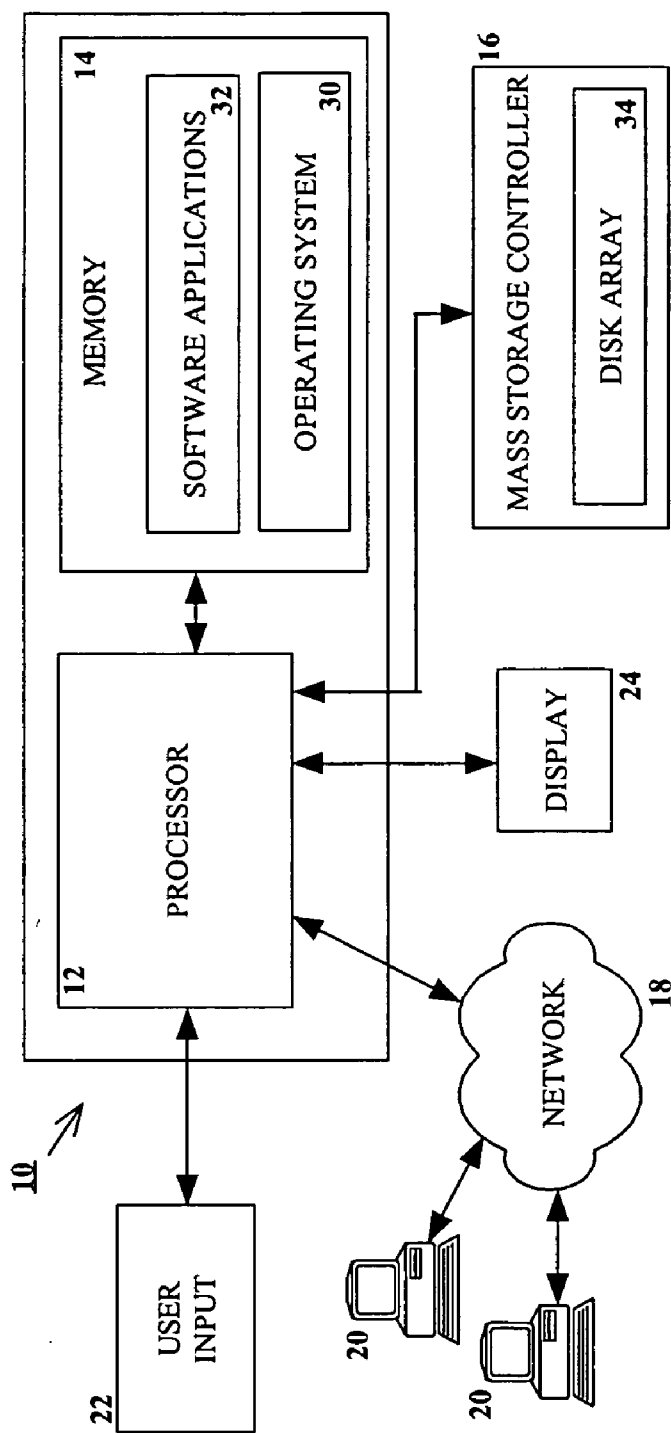 10
12
PROCESSOR
MEMORY
14
SOFTWARE APPLICATIONS
32
OPERATING SYSTEM
30
22
USER
INPUT
20
20
NETWORK
18
DISPLAY
24
MASS STORAGE CONTROLLER
16
DISK ARRAY
34